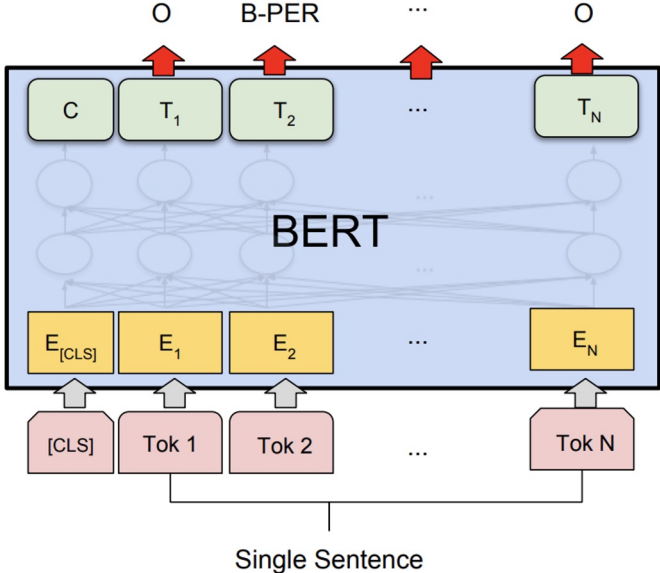 O B-PER ... O
C T1 T2 ... TN
...
BERT
...
E[CLS] E1 E2 ... EN
[CLS] Tok 1 Tok 2 ... Tok N
Single Sentence